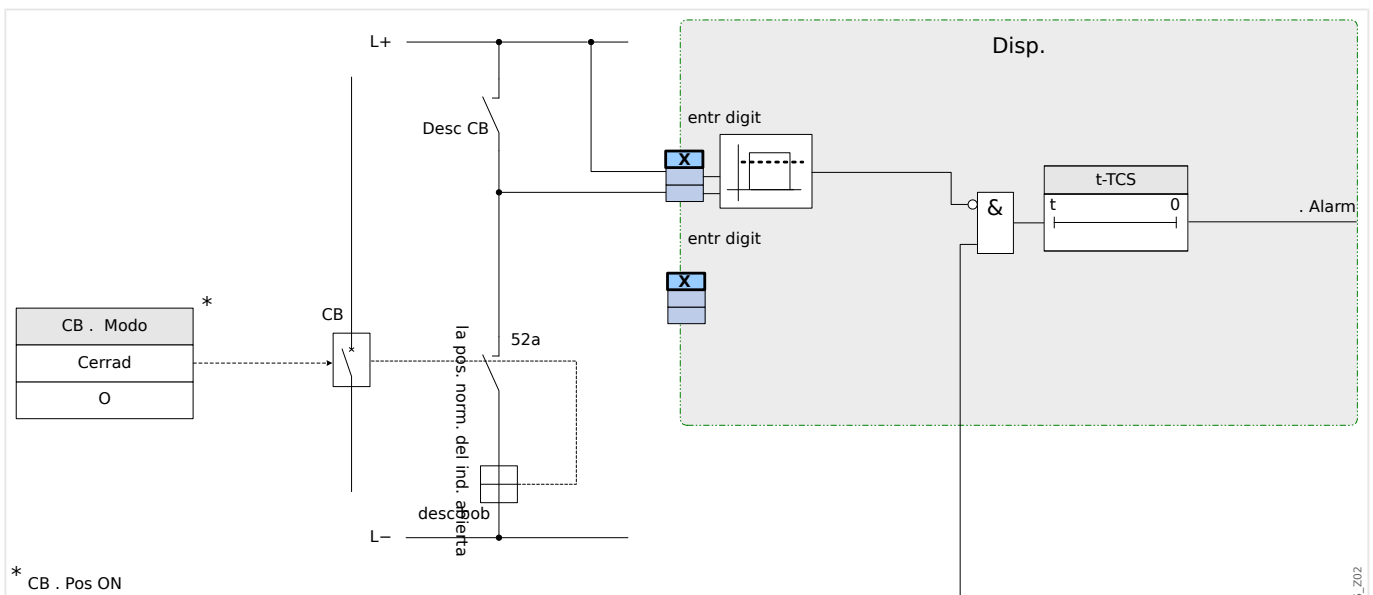 L+
Disp.
Desc CB
entr digit
X
t-TCS
t 0
&
. Alarm
entr digit
X
*
CB
CB . Modo
Cerrad
O
52a
la pos. norm. del ind. abierta
desc bob
L−
* CB . Pos ON
_Z02